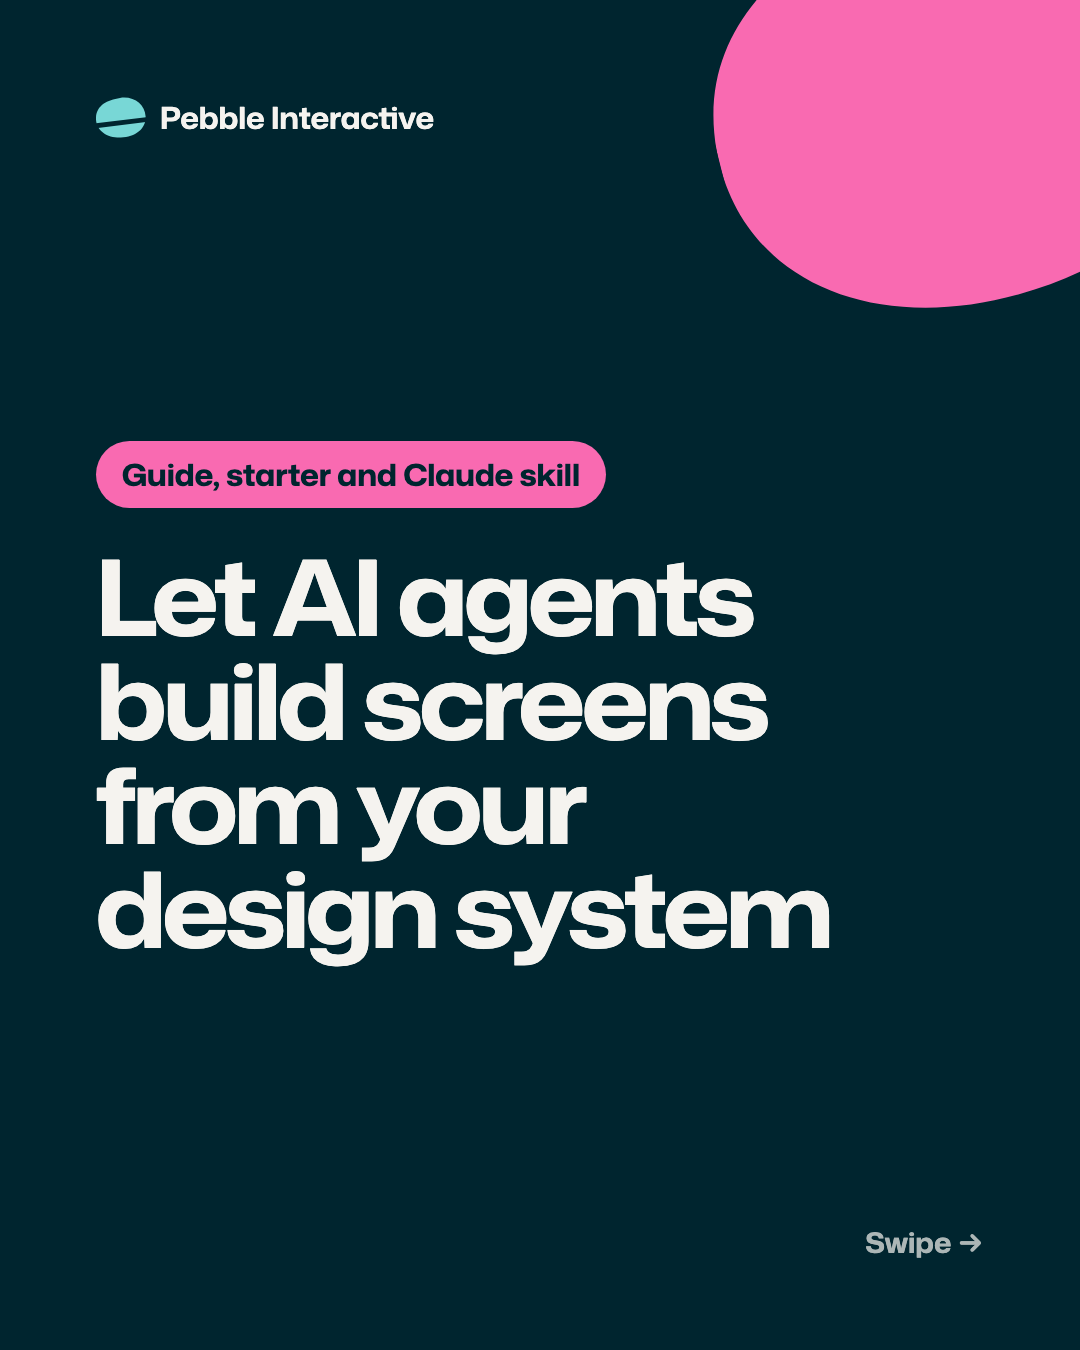 Pebble Interactive
Guide, starter and Claude skill
Let AI agents
build screens
from your
design system
Swipe →